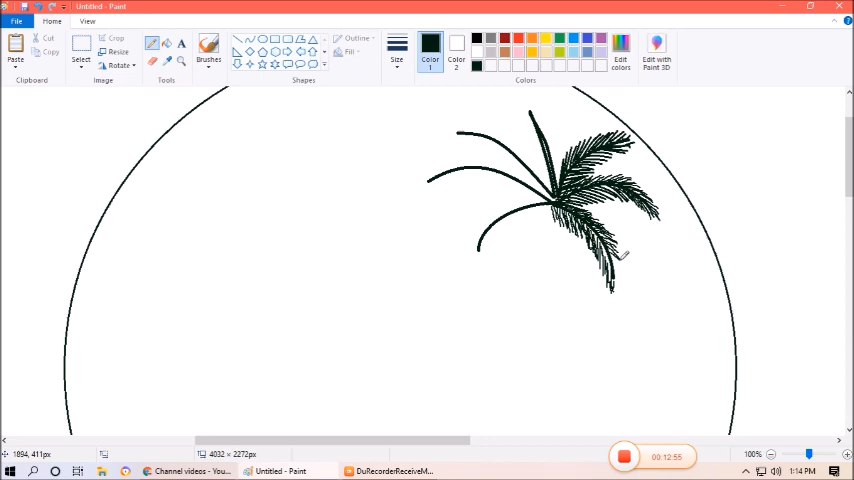 Untitled - Paint
File
Home
View
Paste
Cut
Copy
Clipboard
Select
Crop
Resize
Rotate
Image
A
Tools
Brushes
Outline
Fill
Shapes
Size
Color 1
Color 2
Edit colors
Colors
Edit with Paint 3D
1894, 411px
4032 × 2272px
00:12:55
100%
Channel videos - You...
Untitled - Paint
DuRecorderReceiveM...
1:14 PM